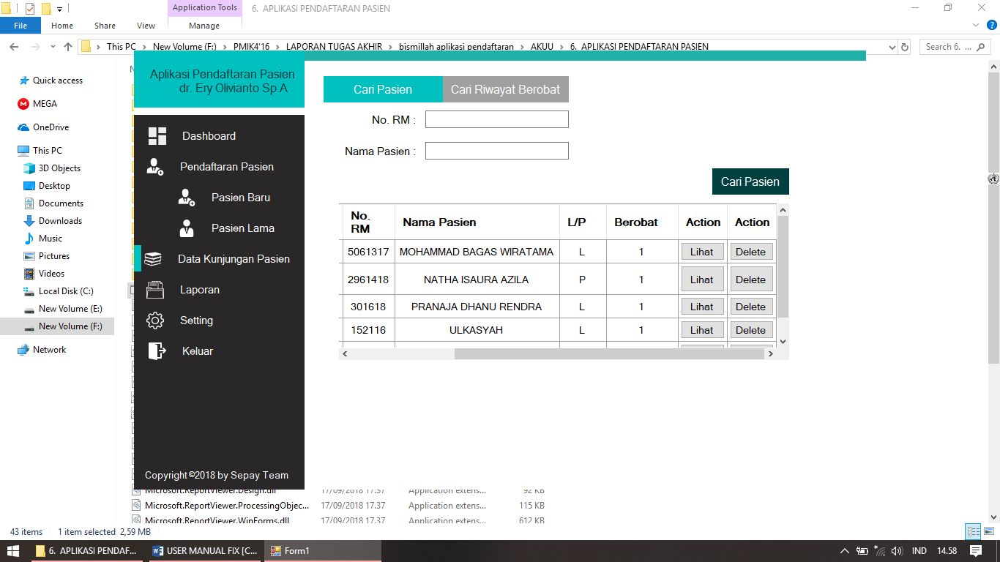 Application Tools
6. APLIKASI PENDAFTARAN PASIEN
File
Home
Share
View
Manage
This PC
New Volume (F:)
PMIK4'16
LAPORAN TUGAS AKHIR
bismillah aplikasi pendaftaran
AKUU
6. APLIKASI PENDAFTARAN PASIEN
Search 6. ...
Quick access
MEGA
OneDrive
This PC
3D Objects
Desktop
Documents
Downloads
Music
Pictures
Videos
Local Disk (C:)
New Volume (E:)
New Volume (F:)
Network
Aplikasi Pendaftaran Pasien
dr. Ery Olivianto Sp.A
Dashboard
Pendaftaran Pasien
Pasien Baru
Pasien Lama
Data Kunjungan Pasien
Laporan
Setting
Keluar
Copyright©2018 by Sepay Team
Cari Pasien
Cari Riwayat Berobat
No. RM :
Nama Pasien :
Cari Pasien
No. RM Nama Pasien L/P Berobat Action Action
5061317 MOHAMMAD BAGAS WIRATAMA L 1 Lihat Delete
2961418 NATHA ISAURA AZILA P 1 Lihat Delete
301618 PRANAJA DHANU RENDRA L 1 Lihat Delete
152116 ULKASYAH L 1 Lihat Delete
Microsoft.ReportViewer.Design.dll 17/09/2018 17.37 Application extens... 92 KB
Microsoft.ReportViewer.ProcessingObjec... 17/09/2018 17.37 Application extens... 115 KB
Microsoft.ReportViewer.WinForms.dll 17/09/2018 17.37 Application extens... 612 KB
43 items 1 item selected 2,59 MB
6. APLIKASI PENDAF...
USER MANUAL FIX [C...
Form1
IND
14.58